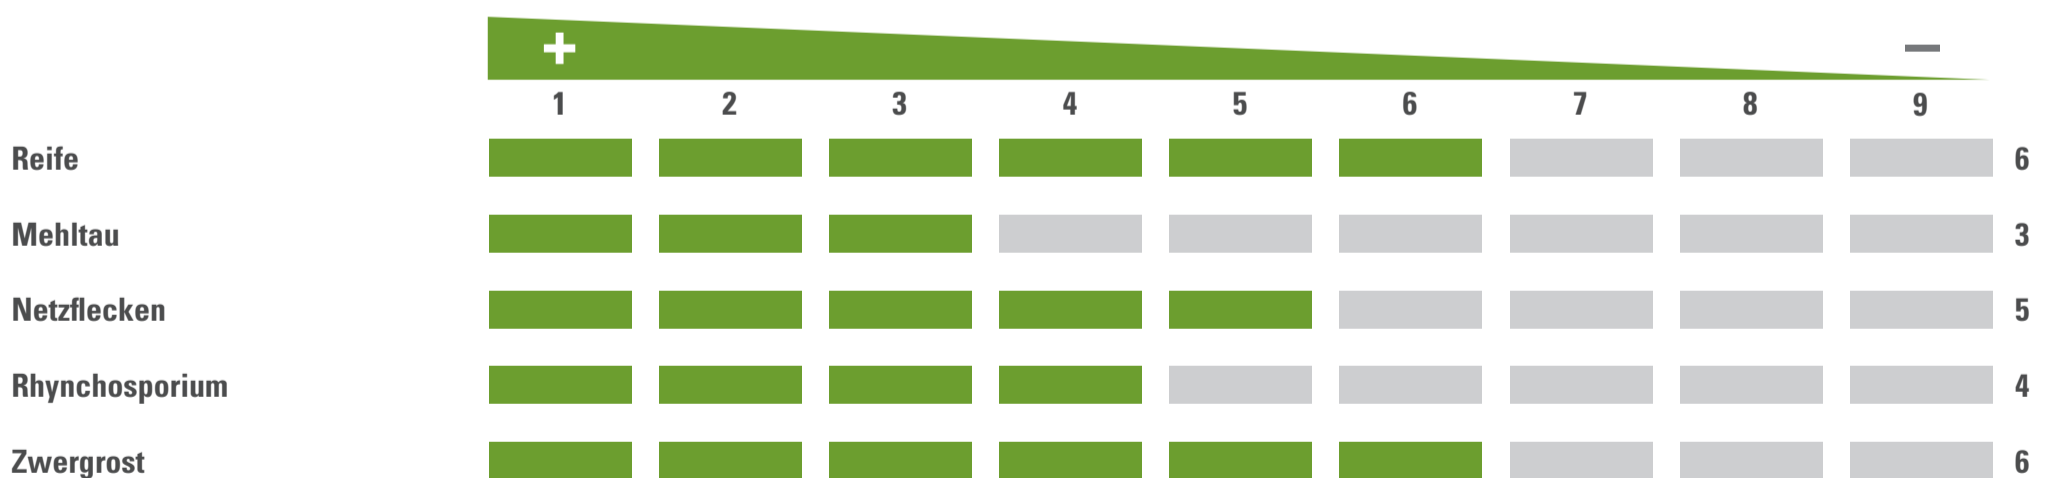 + −
1 2 3 4 5 6 7 8 9
Reife 6
Mehltau 3
Netzflecken 5
Rhynchosporium 4
Zwergrost 6